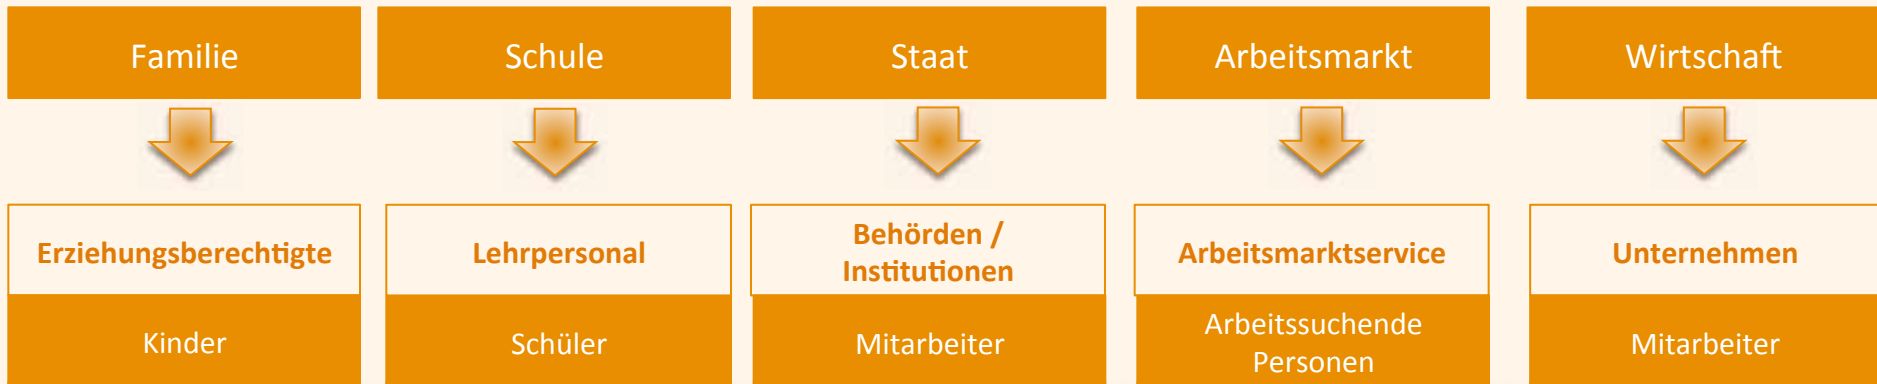 Familie
Schule
Staat
Arbeitsmarkt
Wirtschaft
Erziehungsberechtigte
Lehrpersonal
Behörden /
Institutionen
Arbeitsmarktservice
Unternehmen
Kinder
Schüler
Mitarbeiter
Arbeitssuchende
Personen
Mitarbeiter